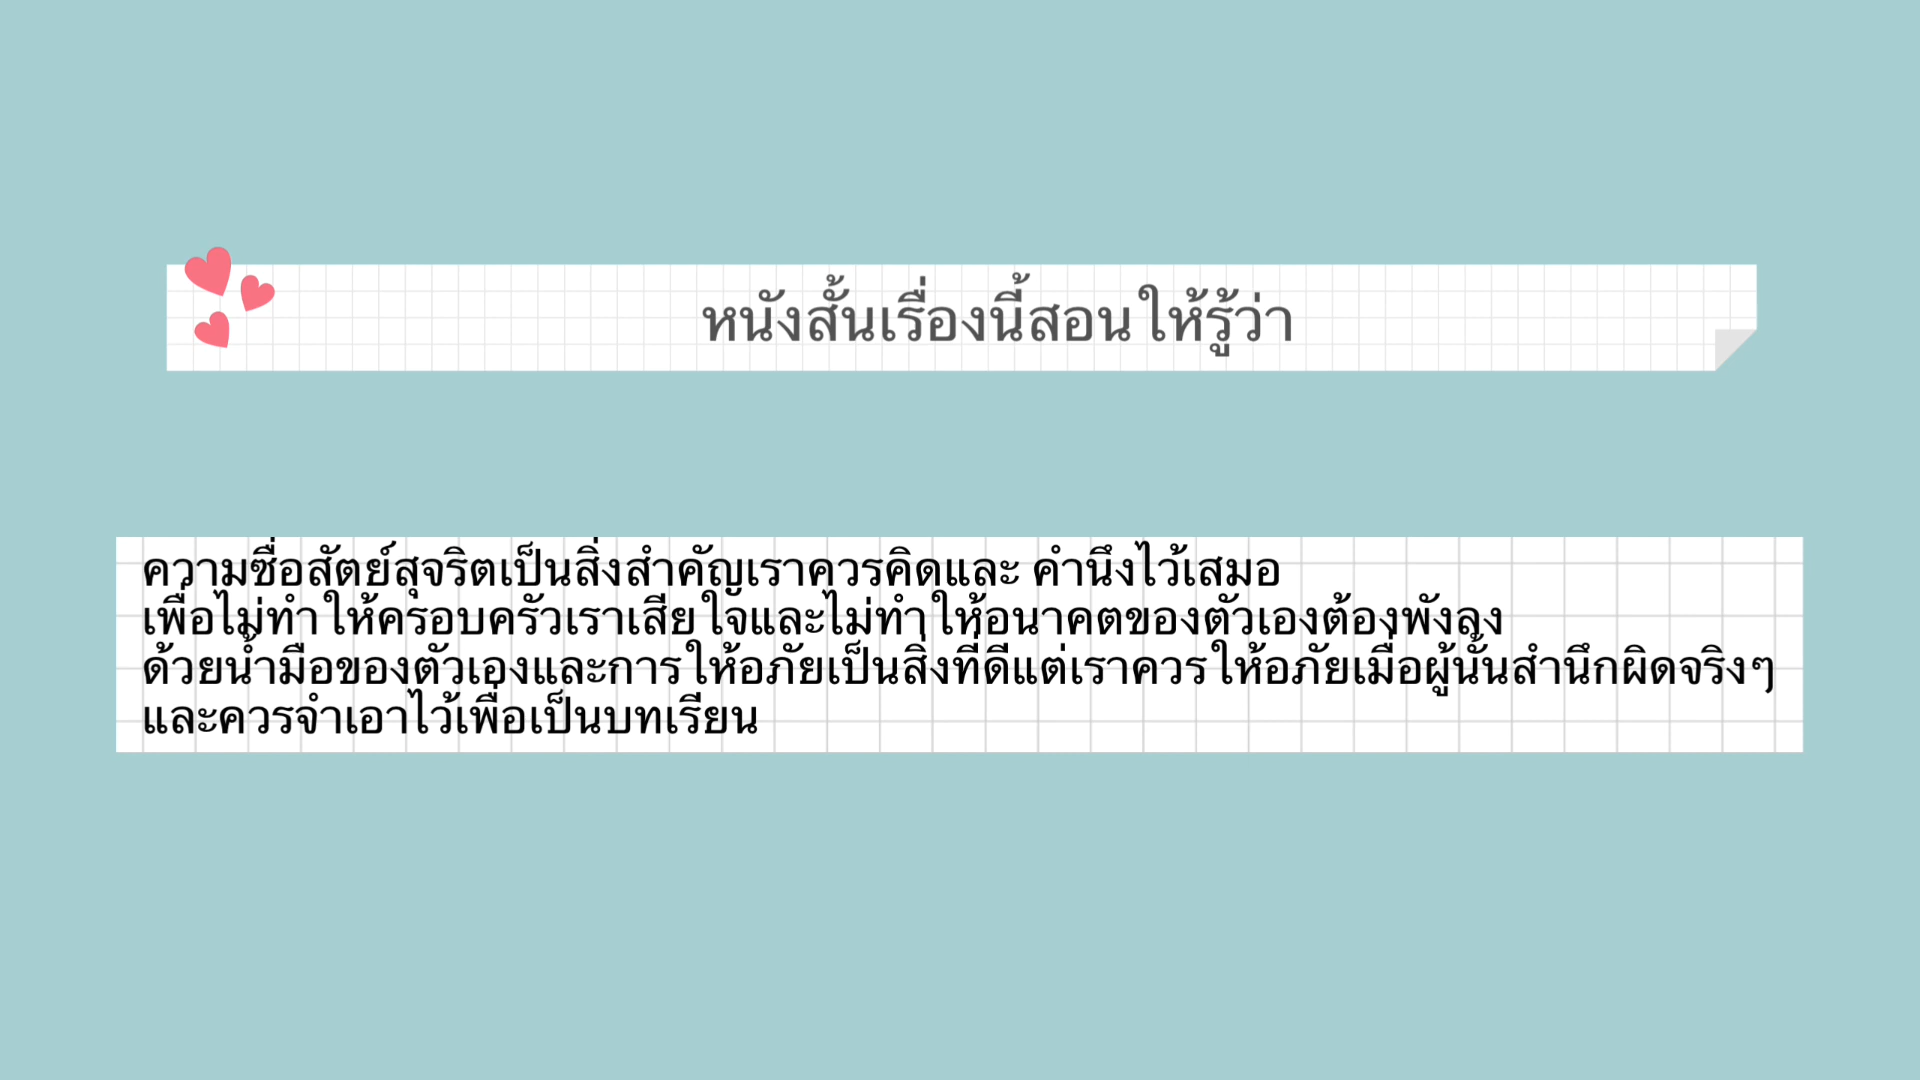 หนังสั้นเรื่องนี้สอนให้รู้ว่า
ความซื่อสัตย์สุจริตเป็นสิ่งสำคัญเราควรคิดและ คำนึงไว้เสมอ
เพื่อไม่ทำให้ครอบครัวเราเสียใจและไม่ทำให้อนาคตของตัวเองต้องพังลง
ด้วยน้ำมือของตัวเองและการให้อภัยเป็นสิ่งที่ดีแต่เราควรให้อภัยเมื่อผู้นั้นสำนึกผิดจริงๆ
และควรจำเอาไว้เพื่อเป็นบทเรียน